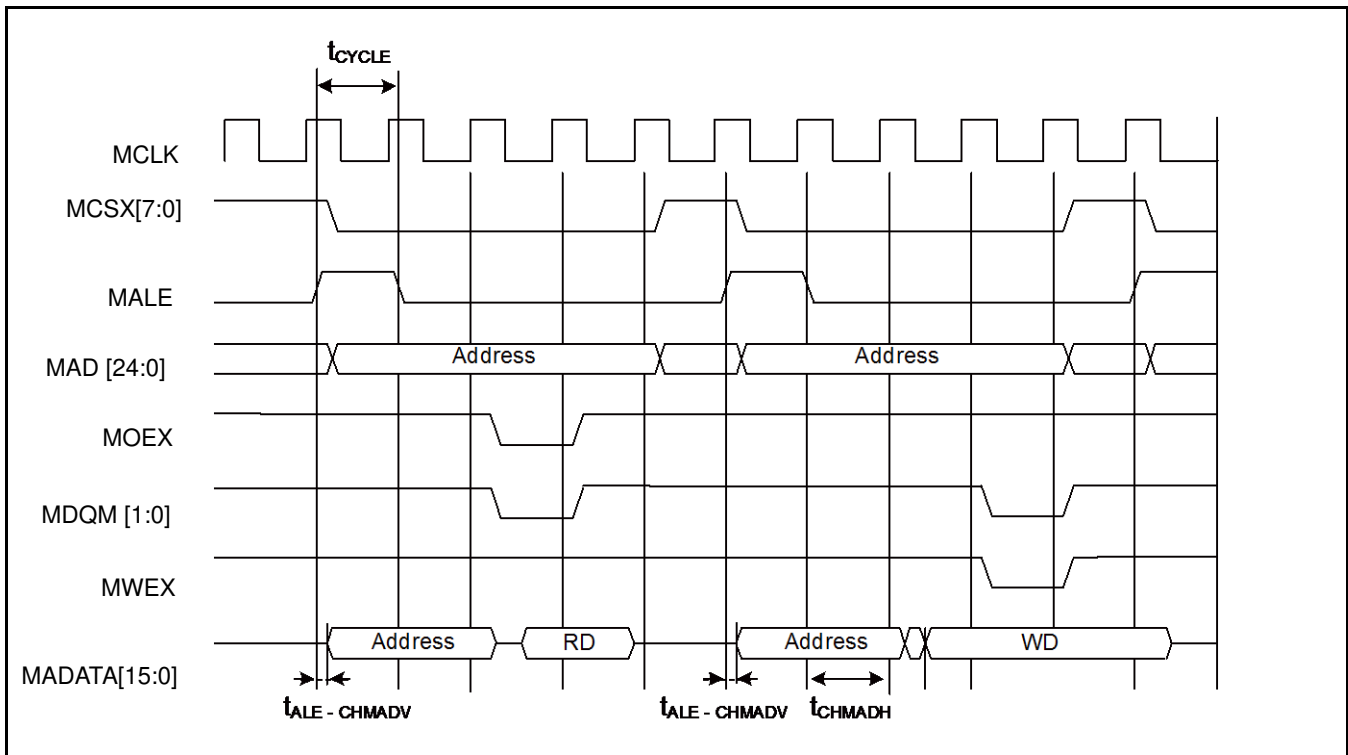 tCYCLE
MCLK
MCSX[7:0]
MALE
MAD [24:0]
Address
Address
MOEX
MDQM [1:0]
MWEX
MADATA[15:0]
Address
RD
Address
WD
tALE - CHMADV
tALE - CHMADV
tCHMADH